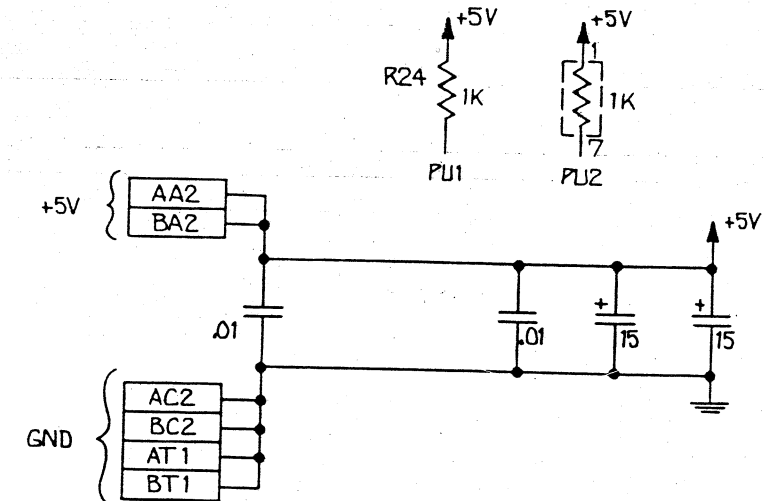 +5V
R24
1K
PU1
+5V
1
1K
7
PU2
+5V
AA2
BA2
+5V
.01
.01
+
15
+
15
GND
AC2
BC2
AT1
BT1